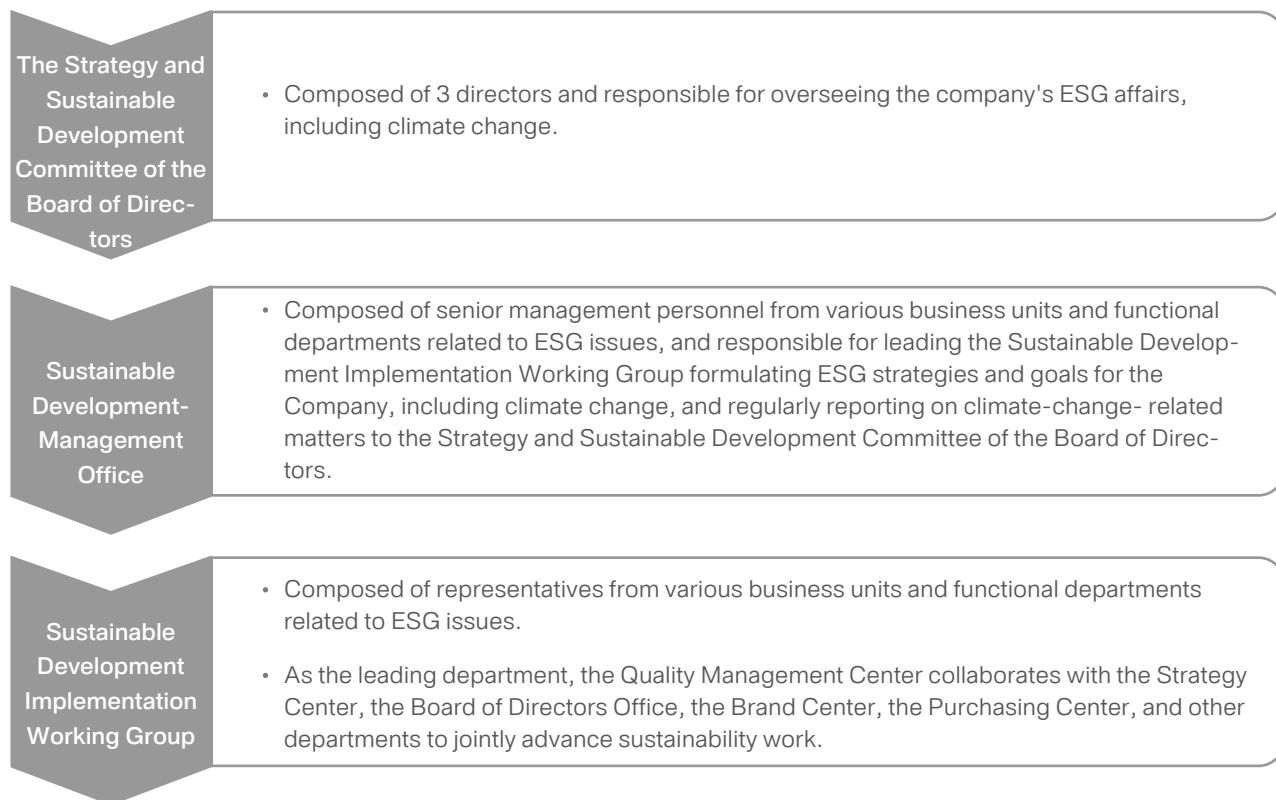 The Strategy and
Sustainable
Development
Committee of the
Board of Direc-
tors
• Composed of 3 directors and responsible for overseeing the company's ESG affairs,
including climate change.
Sustainable
Development-
Management
Office
• Composed of senior management personnel from various business units and functional
departments related to ESG issues, and responsible for leading the Sustainable Develop-
ment Implementation Working Group formulating ESG strategies and goals for the
Company, including climate change, and regularly reporting on climate-change- related
matters to the Strategy and Sustainable Development Committee of the Board of Direc-
tors.
Sustainable
Development
Implementation
Working Group
• Composed of representatives from various business units and functional departments
related to ESG issues.
• As the leading department, the Quality Management Center collaborates with the Strategy
Center, the Board of Directors Office, the Brand Center, the Purchasing Center, and other
departments to jointly advance sustainability work.